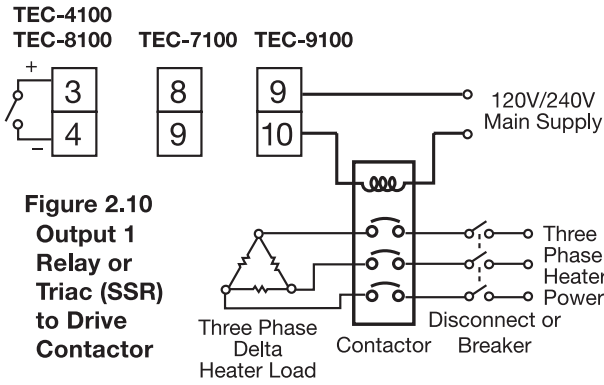 TEC-4100
TEC-8100 TEC-7100 TEC-9100
+
3 8 9
4 9 10
–
120V/240V
Main Supply
Figure 2.10
Output 1
Relay or
Triac (SSR)
to Drive
Contactor
Three Phase
Delta
Heater Load
Contactor
Disconnect or
Breaker
Three
Phase
Heater
Power